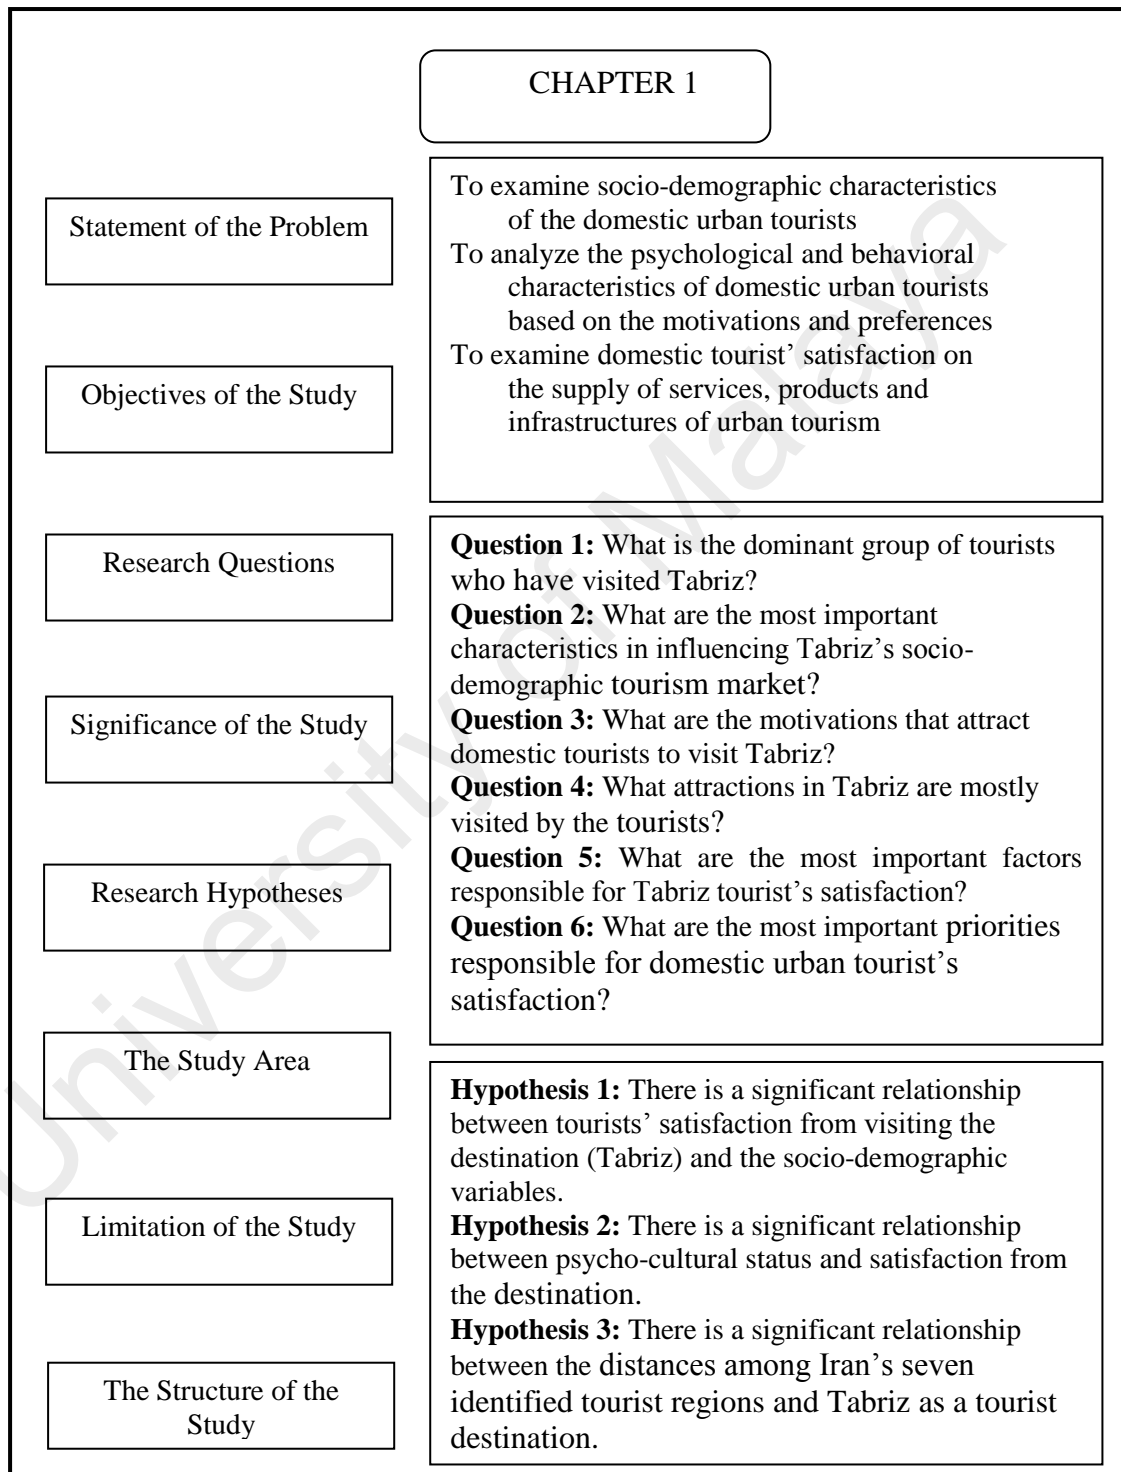 CHAPTER 1
Statement of the Problem
Objectives of the Study
Research Questions
Significance of the Study
Research Hypotheses
The Study Area
Limitation of the Study
The Structure of the
Study
To examine socio-demographic characteristics
of the domestic urban tourists
To analyze the psychological and behavioral
characteristics of domestic urban tourists
based on the motivations and preferences
To examine domestic tourist’ satisfaction on
the supply of services, products and
infrastructures of urban tourism
Question 1: What is the dominant group of tourists
who have visited Tabriz?
Question 2: What are the most important
characteristics in influencing Tabriz’s socio-
demographic tourism market?
Question 3: What are the motivations that attract
domestic tourists to visit Tabriz?
Question 4: What attractions in Tabriz are mostly
visited by the tourists?
Question 5: What are the most important factors
responsible for Tabriz tourist’s satisfaction?
Question 6: What are the most important priorities
responsible for domestic urban tourist’s
satisfaction?
Hypothesis 1: There is a significant relationship
between tourists’ satisfaction from visiting the
destination (Tabriz) and the socio-demographic
variables.
Hypothesis 2: There is a significant relationship
between psycho-cultural status and satisfaction from
the destination.
Hypothesis 3: There is a significant relationship
between the distances among Iran’s seven
identified tourist regions and Tabriz as a tourist
destination.
University of Malaya